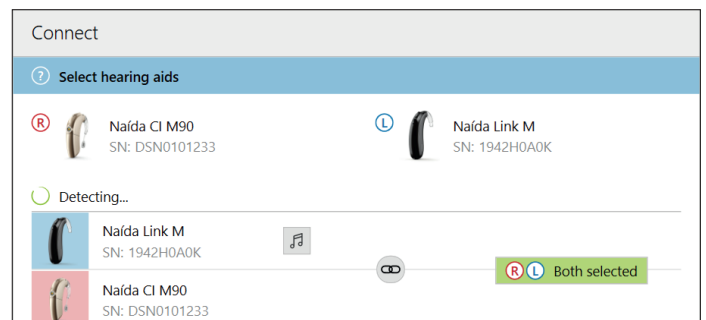 Connect
? Select hearing aids
R Naída CI M90
SN: DSN0101233
L Naída Link M
SN: 1942H0A0K
Detecting...
Naída Link M
SN: 1942H0A0K
R L Both selected
Naída CI M90
SN: DSN0101233